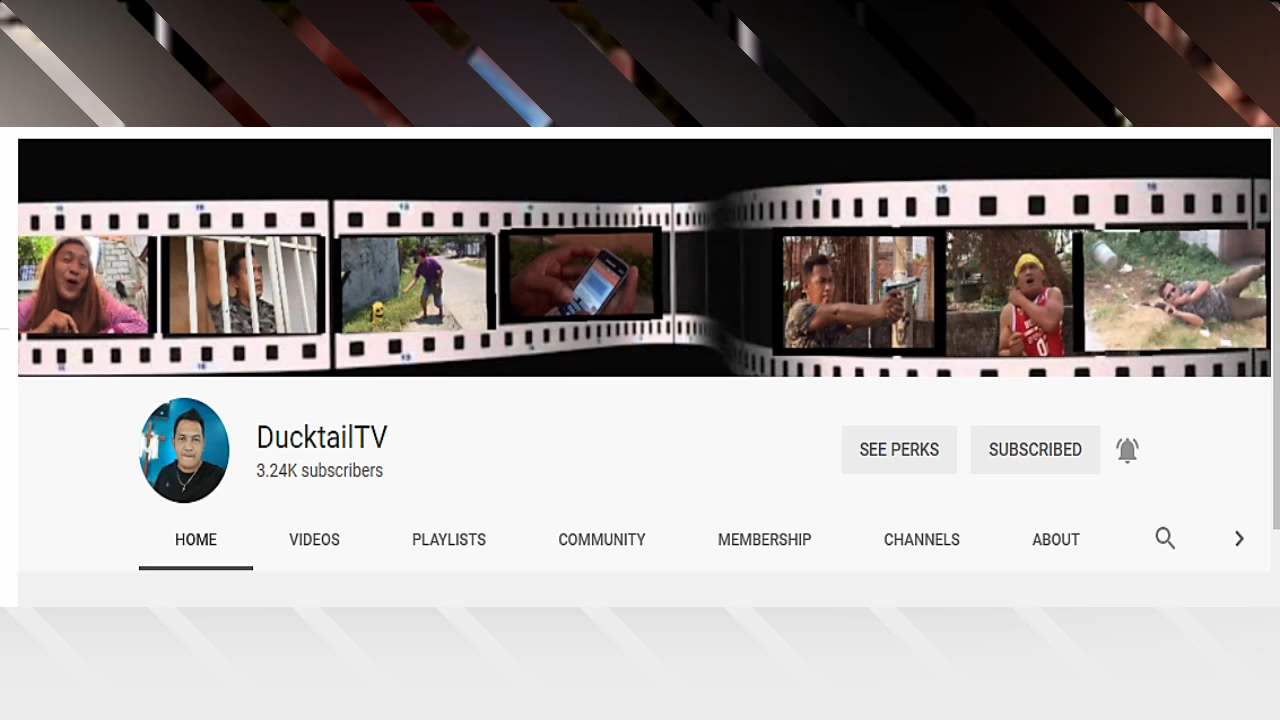 DucktailTV
3.24K subscribers
SEE PERKS
SUBSCRIBED
HOME
VIDEOS
PLAYLISTS
COMMUNITY
MEMBERSHIP
CHANNELS
ABOUT